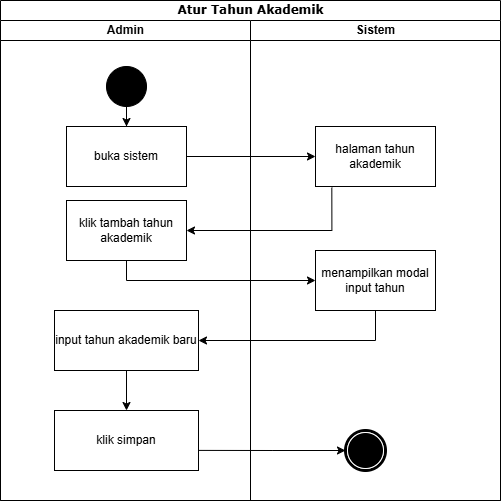 Atur Tahun Akademik
Admin
Sistem
buka sistem
halaman tahun
akademik
klik tambah tahun
akademik
menampilkan modal
input tahun
input tahun akademik baru
klik simpan